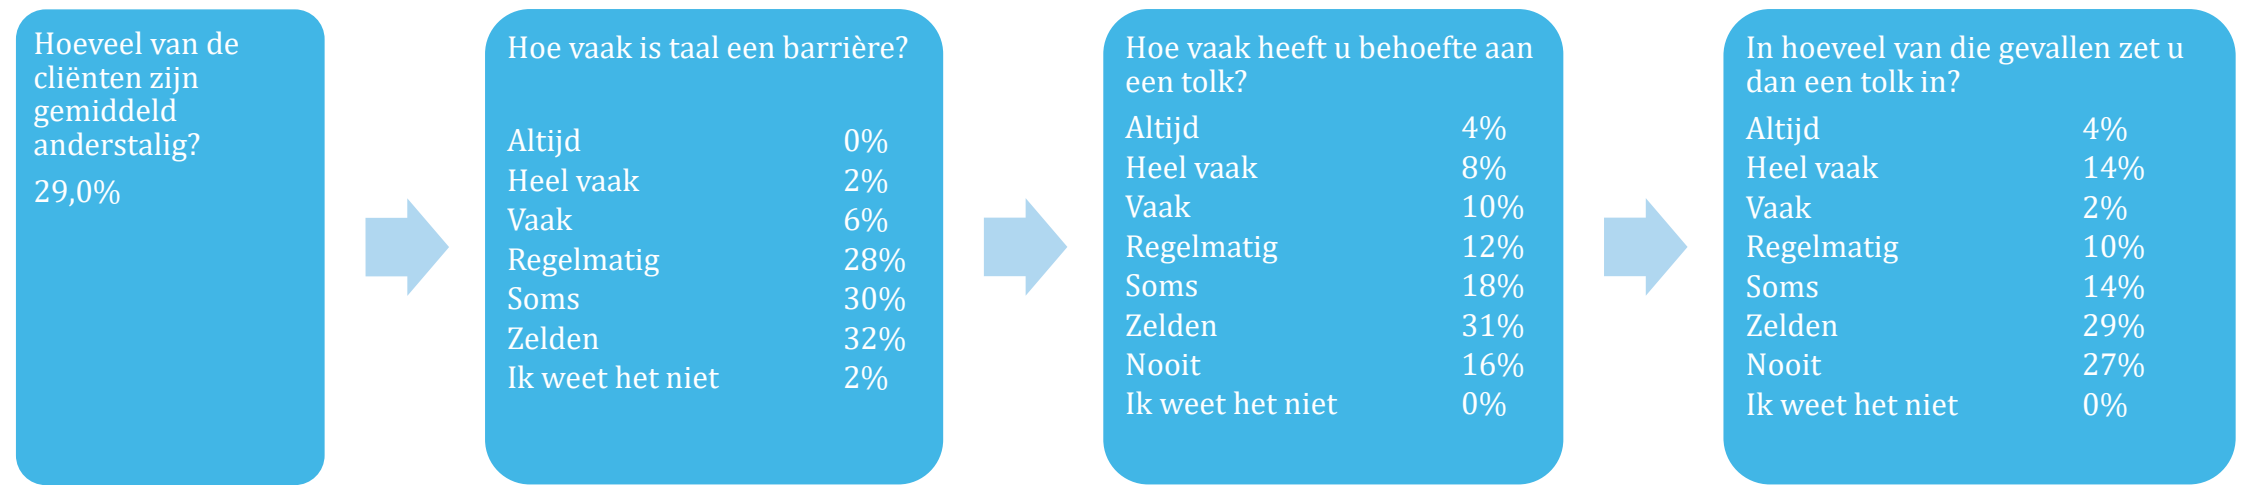 Hoeveel van de
cliënten zijn
gemiddeld
anderstalig?
29,0%
Hoe vaak is taal een barrière?
Altijd 0%
Heel vaak 2%
Vaak 6%
Regelmatig 28%
Soms 30%
Zelden 32%
Ik weet het niet 2%
Hoe vaak heeft u behoefte aan
een tolk?
Altijd 4%
Heel vaak 8%
Vaak 10%
Regelmatig 12%
Soms 18%
Zelden 31%
Nooit 16%
Ik weet het niet 0%
In hoeveel van die gevallen zet u
dan een tolk in?
Altijd 4%
Heel vaak 14%
Vaak 2%
Regelmatig 10%
Soms 14%
Zelden 29%
Nooit 27%
Ik weet het niet 0%